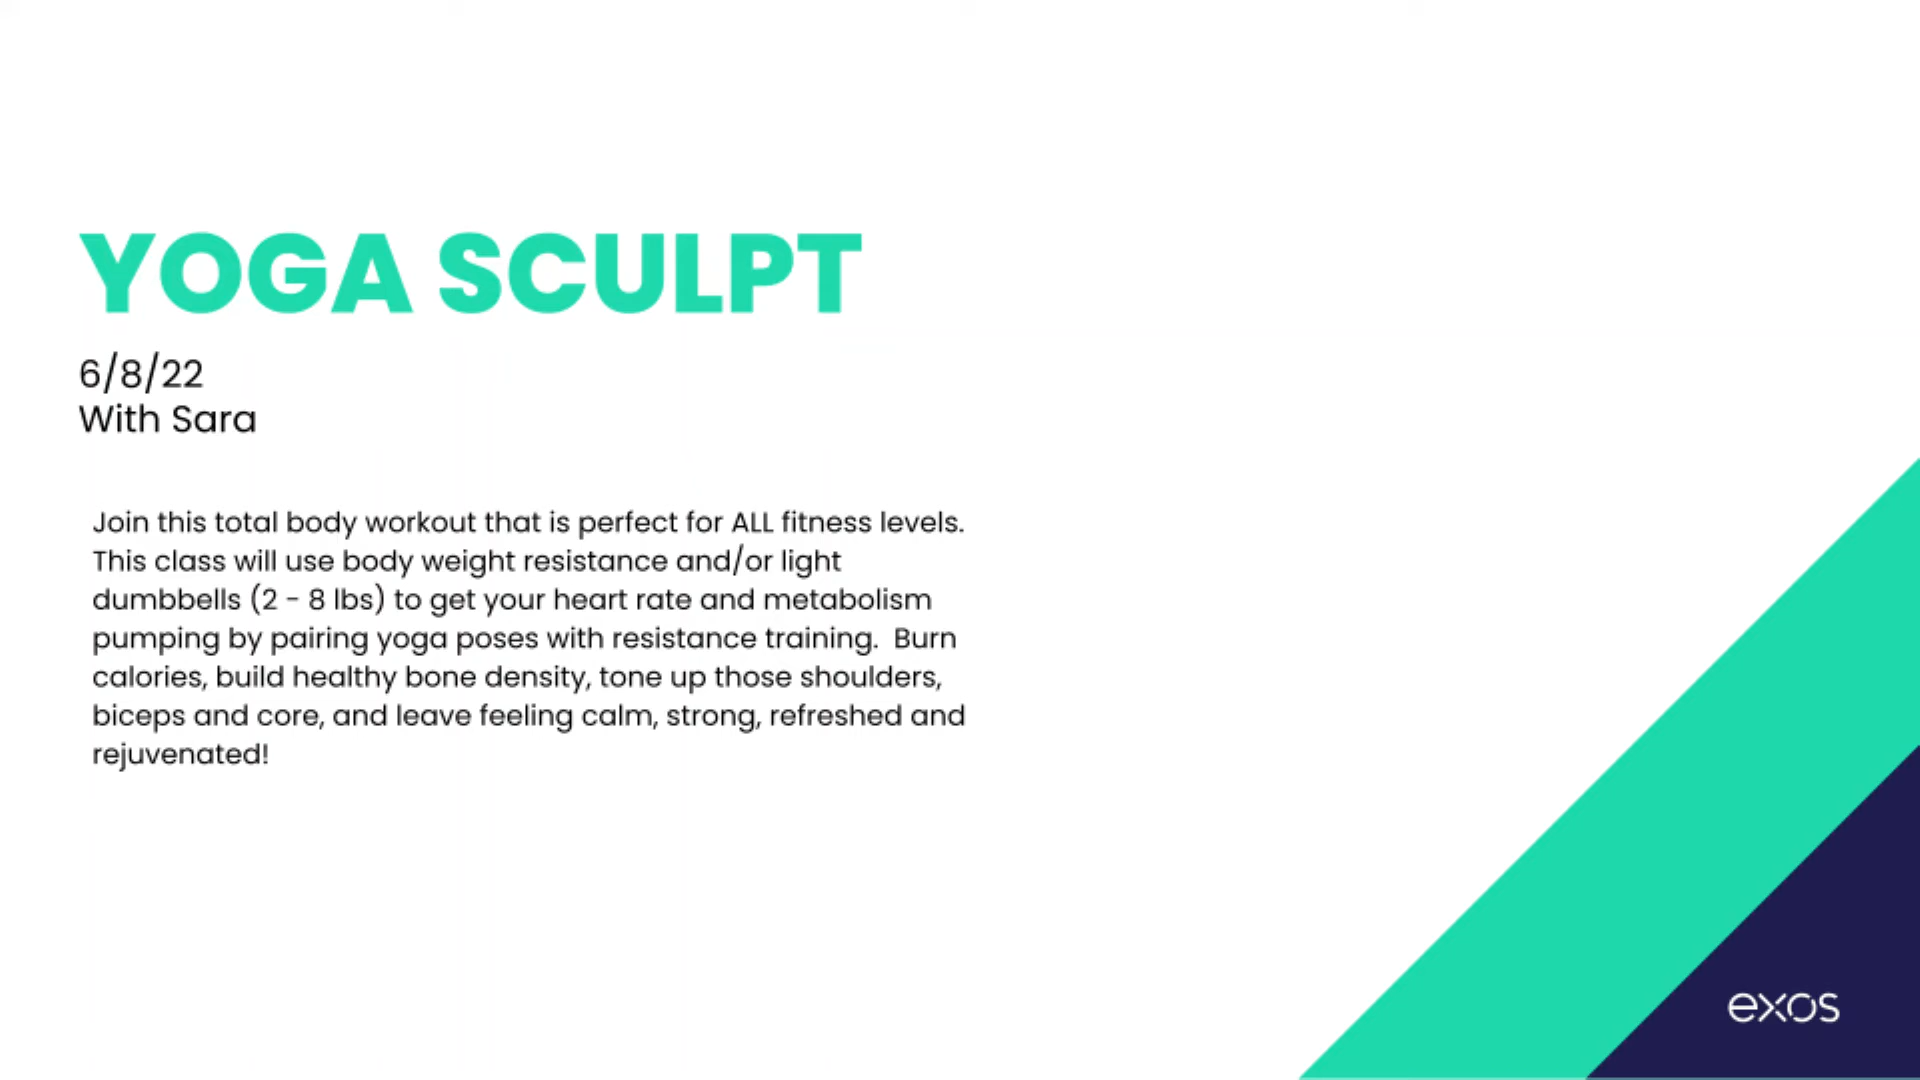 YOGA SCULPT
6/8/22
With Sara
Join this total body workout that is perfect for ALL fitness levels.
This class will use body weight resistance and/or light
dumbbells (2 - 8 lbs) to get your heart rate and metabolism
pumping by pairing yoga poses with resistance training.  Burn
calories, build healthy bone density, tone up those shoulders,
biceps and core, and leave feeling calm, strong, refreshed and
rejuvenated!
exos